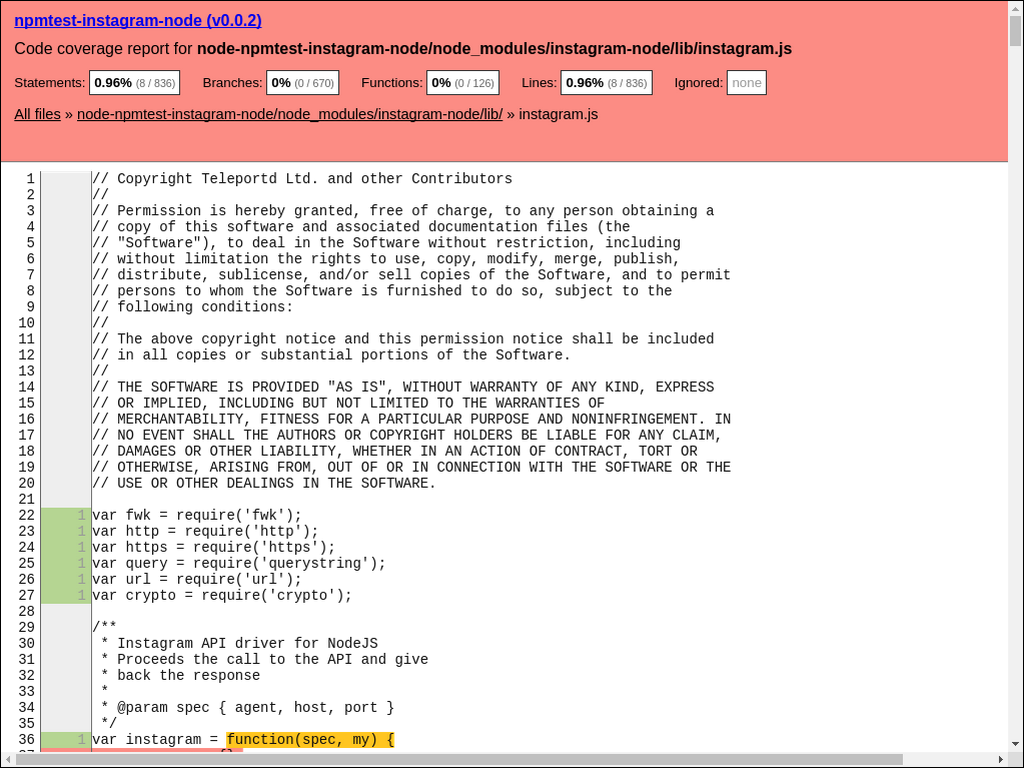 npmtest-instagram-node (v0.0.2)
Code coverage report for node-npmtest-instagram-node/node_modules/instagram-node/lib/instagram.js
Statements: 0.96% (8 / 836) Branches: 0% (0 / 670) Functions: 0% (0 / 126) Lines: 0.96% (8 / 836) Ignored: none
All files » node-npmtest-instagram-node/node_modules/instagram-node/lib/ » instagram.js
1 // Copyright Teleportd Ltd. and other Contributors
2 //
3 // Permission is hereby granted, free of charge, to any person obtaining a
4 // copy of this software and associated documentation files (the
5 // "Software"), to deal in the Software without restriction, including
6 // without limitation the rights to use, copy, modify, merge, publish,
7 // distribute, sublicense, and/or sell copies of the Software, and to permit
8 // persons to whom the Software is furnished to do so, subject to the
9 // following conditions:
10 //
11 // The above copyright notice and this permission notice shall be included
12 // in all copies or substantial portions of the Software.
13 //
14 // THE SOFTWARE IS PROVIDED "AS IS", WITHOUT WARRANTY OF ANY KIND, EXPRESS
15 // OR IMPLIED, INCLUDING BUT NOT LIMITED TO THE WARRANTIES OF
16 // MERCHANTABILITY, FITNESS FOR A PARTICULAR PURPOSE AND NONINFRINGEMENT. IN
17 // NO EVENT SHALL THE AUTHORS OR COPYRIGHT HOLDERS BE LIABLE FOR ANY CLAIM,
18 // DAMAGES OR OTHER LIABILITY, WHETHER IN AN ACTION OF CONTRACT, TORT OR
19 // OTHERWISE, ARISING FROM, OUT OF OR IN CONNECTION WITH THE SOFTWARE OR THE
20 // USE OR OTHER DEALINGS IN THE SOFTWARE.
21
22 1 var fwk = require('fwk');
23 1 var http = require('http');
24 1 var https = require('https');
25 1 var query = require('querystring');
26 1 var url = require('url');
27 1 var crypto = require('crypto');
28
29 /**
30 * Instagram API driver for NodeJS
31 * Proceeds the call to the API and give
32 * back the response
33 *
34 * @param spec { agent, host, port }
35 */
36 1 var instagram = function(spec, my) {